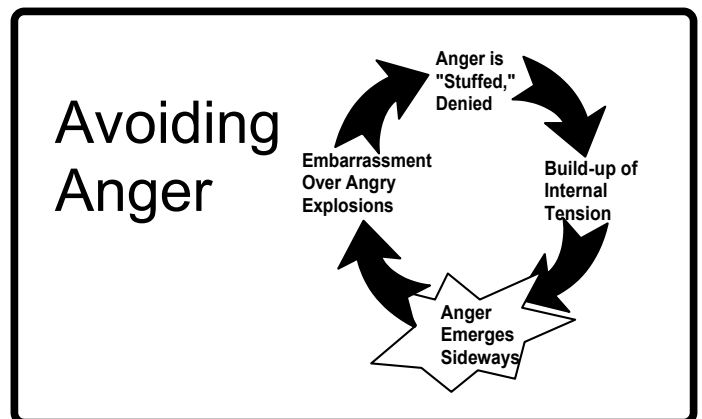 Avoiding
Anger
Anger is
"Stuffed,"
Denied
Build-up of
Internal
Tension
Anger
Emerges
Sideways
Embarrassment
Over Angry
Explosions